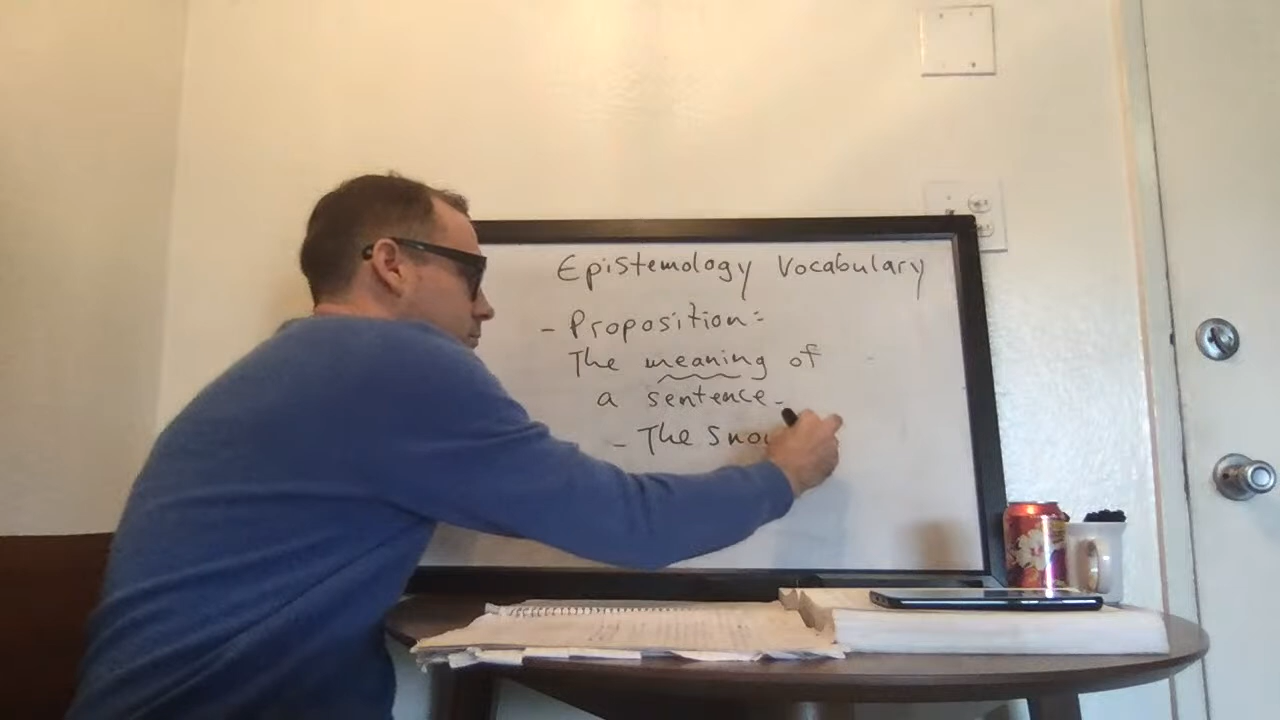 Epistemology Vocabulary
- Proposition:
The meaning of
a sentence.
- The